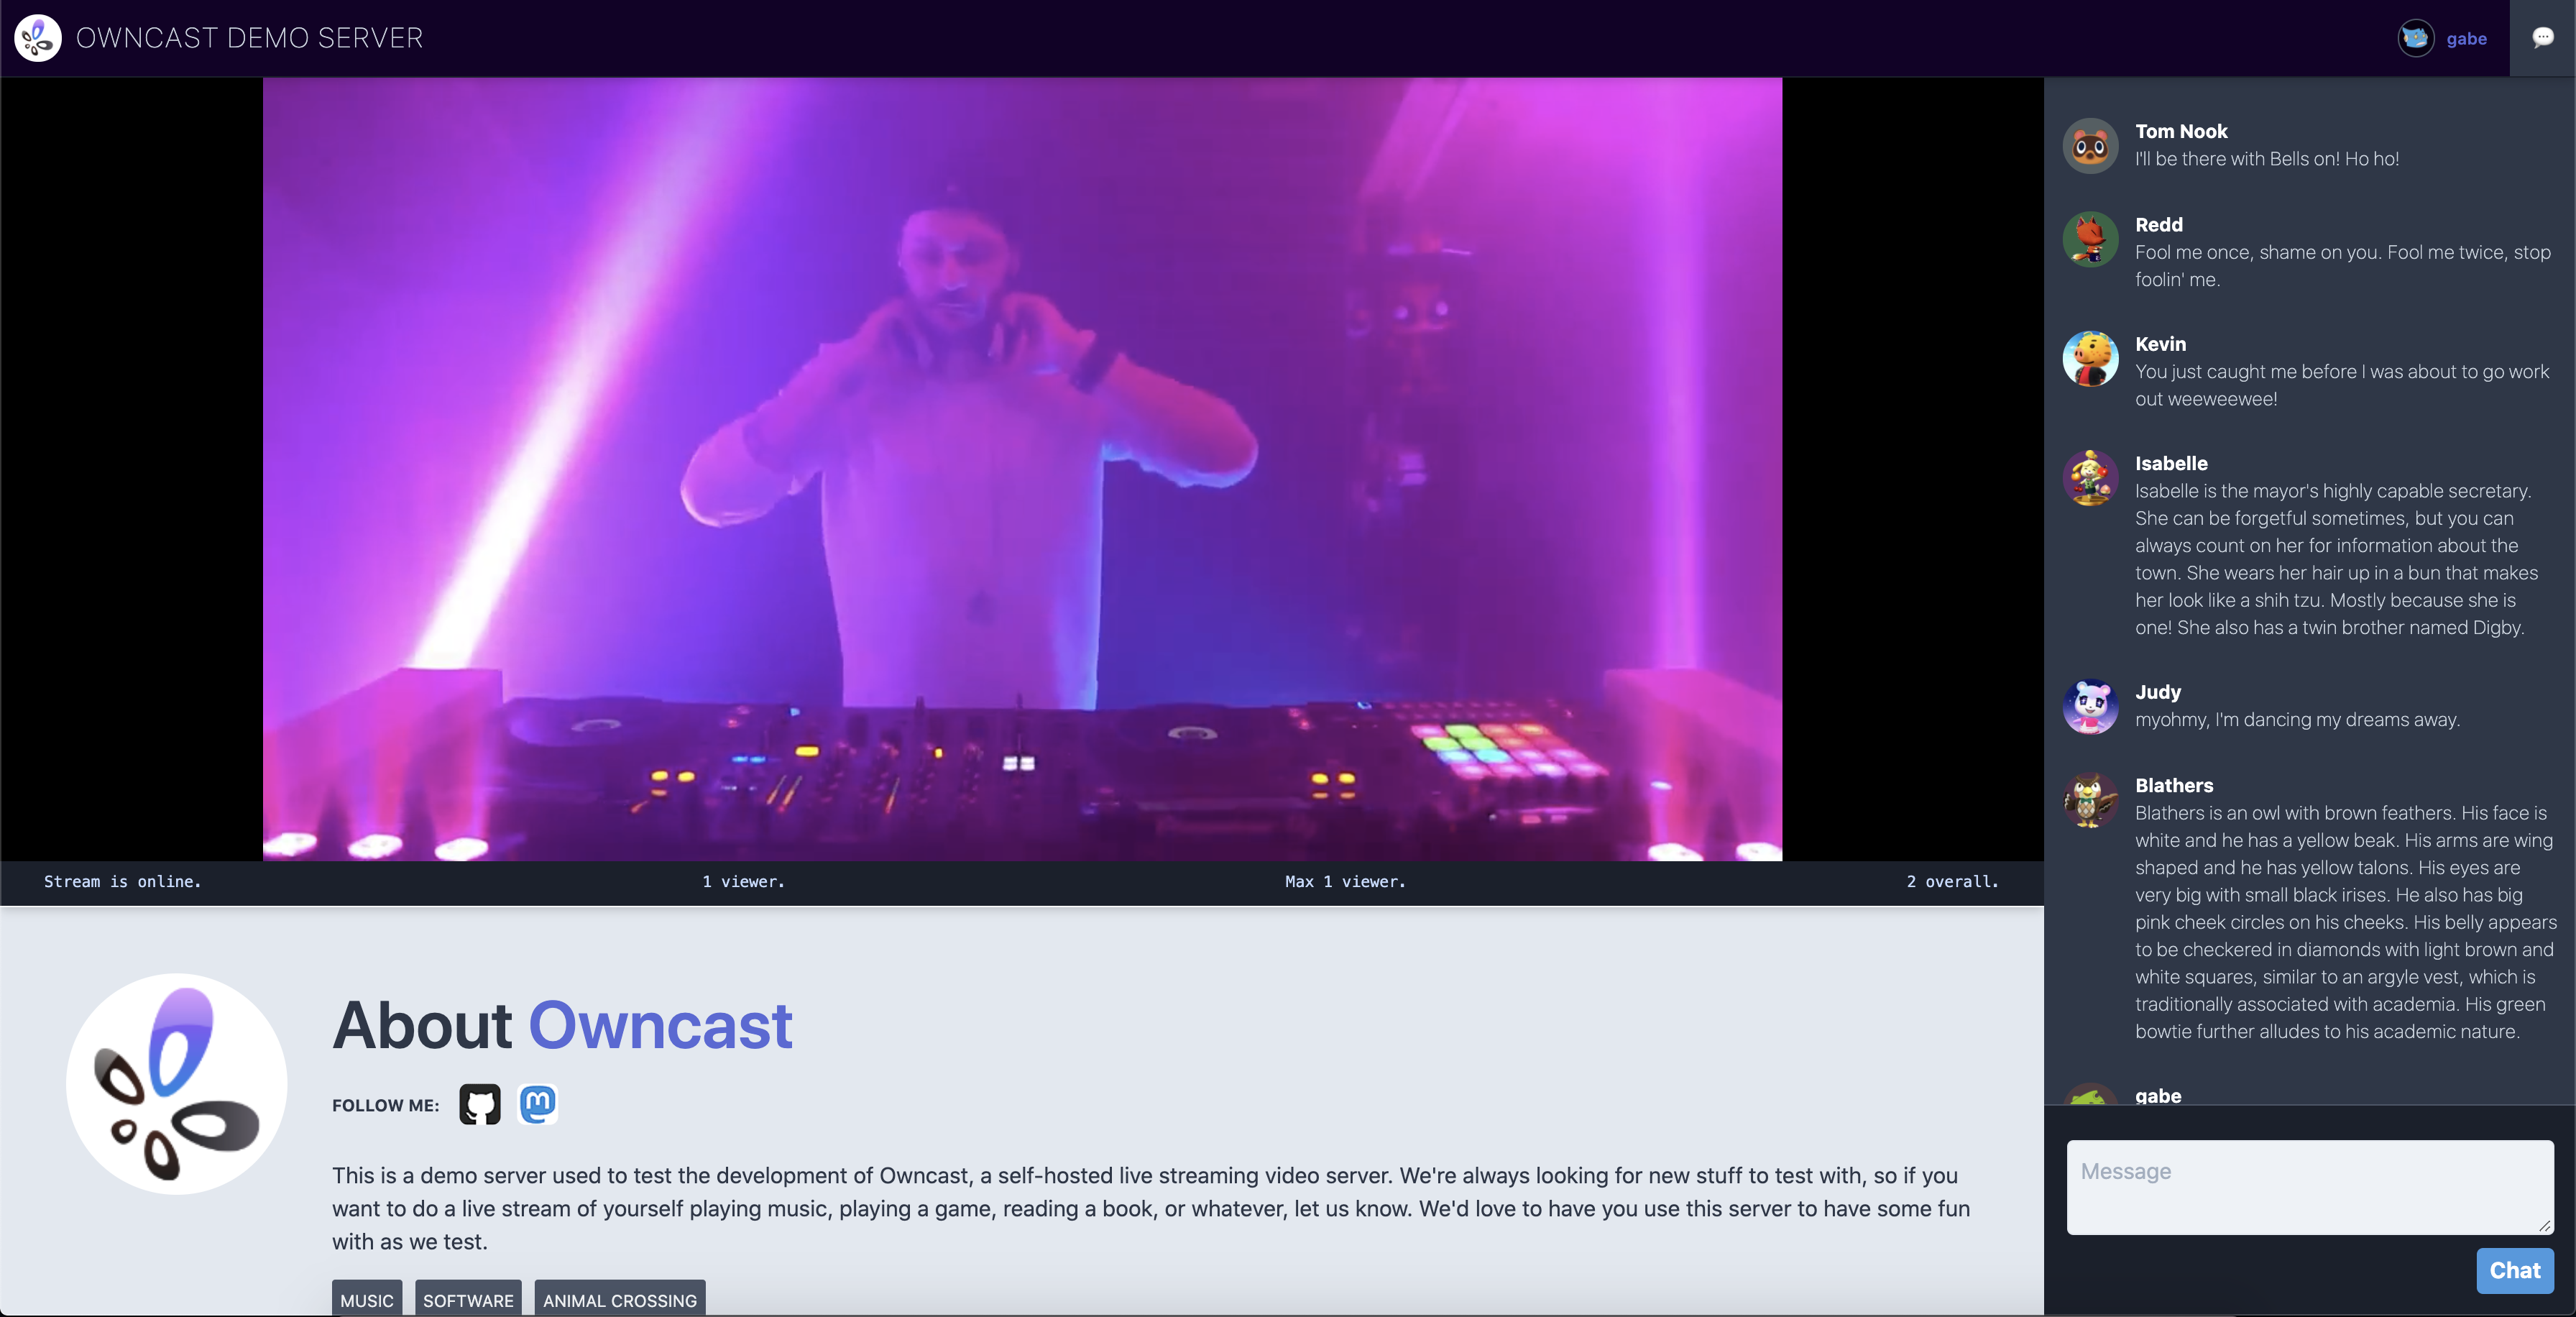 OWNCAST DEMO SERVER
gabe
Tom Nook
I'll be there with Bells on! Ho ho!
Redd
Fool me once, shame on you. Fool me twice, stop
foolin' me.
Kevin
You just caught me before I was about to go work
out weeweewee!
Isabelle
Isabelle is the mayor's highly capable secretary.
She can be forgetful sometimes, but you can
always count on her for information about the
town. She wears her hair up in a bun that makes
her look like a shih tzu. Mostly because she is
one! She also has a twin brother named Digby.
Judy
myohmy, I'm dancing my dreams away.
Blathers
Blathers is an owl with brown feathers. His face is
white and he has a yellow beak. His arms are wing
shaped and he has yellow talons. His eyes are
very big with small black irises. He also has big
pink cheek circles on his cheeks. His belly appears
to be checkered in diamonds with light brown and
white squares, similar to an argyle vest, which is
traditionally associated with academia. His green
bowtie further alludes to his academic nature.
gabe
Message
Chat
Stream is online.
1 viewer.
Max 1 viewer.
2 overall.
About Owncast
FOLLOW ME:
This is a demo server used to test the development of Owncast, a self-hosted live streaming video server. We're always looking for new stuff to test with, so if you
want to do a live stream of yourself playing music, playing a game, reading a book, or whatever, let us know. We'd love to have you use this server to have some fun
with as we test.
MUSIC
SOFTWARE
ANIMAL CROSSING